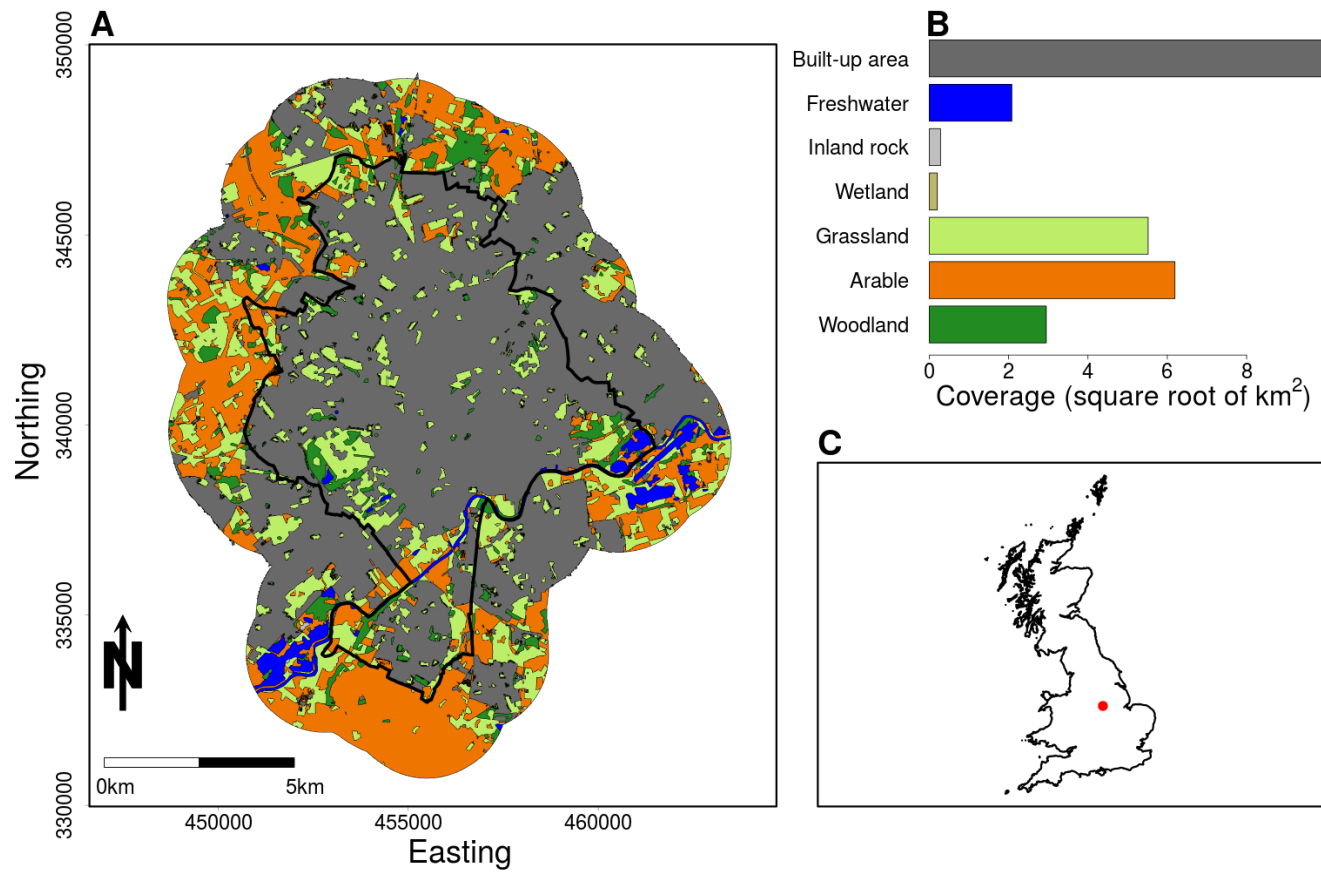 A
350000
345000
340000
335000
330000
Northing
N
0km 5km
450000 455000 460000
Easting
B
Built-up area
Freshwater
Inland rock
Wetland
Grassland
Arable
Woodland
0 2 4 6 8
Coverage (square root of km²)
C